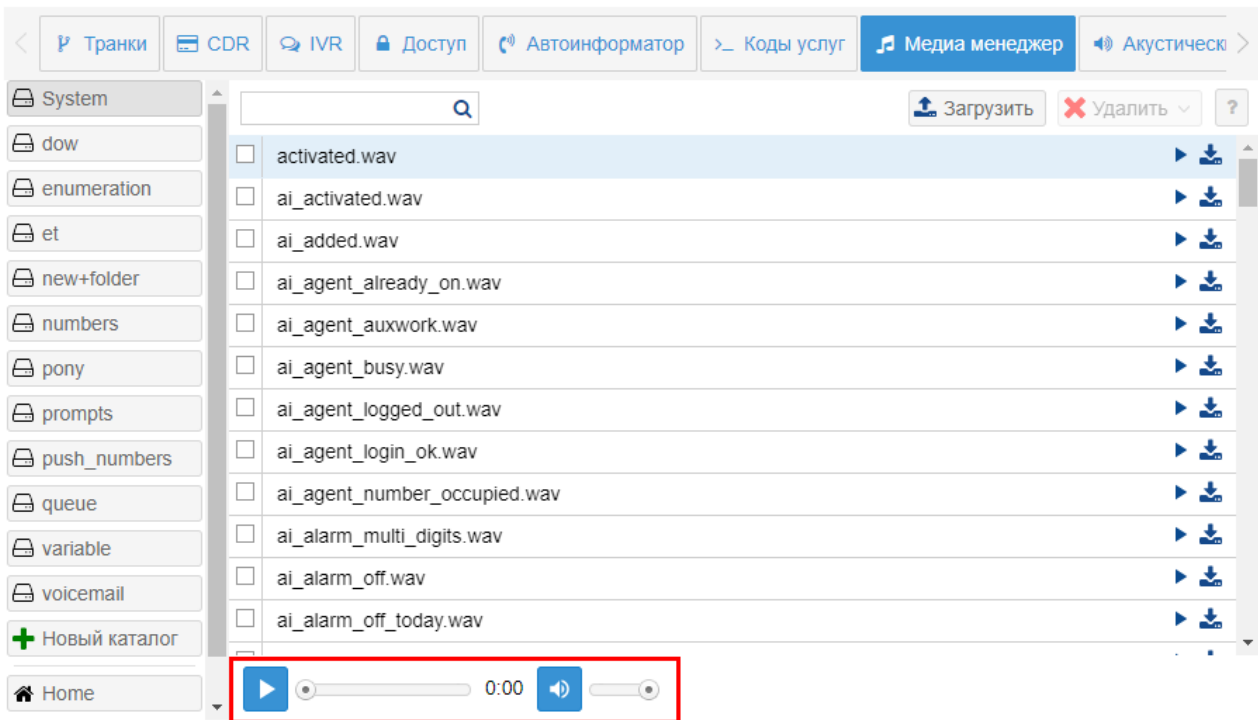 Транки CDR IVR Доступ Автоинформатор >_ Коды услуг Медиа менеджер Акустическ
System
dow
enumeration
et
new+folder
numbers
pony
prompts
push_numbers
queue
variable
voicemail
Новый каталог
Home
Загрузить Удалить ?
activated.wav
ai_activated.wav
ai_added.wav
ai_agent_already_on.wav
ai_agent_auxwork.wav
ai_agent_busy.wav
ai_agent_logged_out.wav
ai_agent_login_ok.wav
ai_agent_number_occupied.wav
ai_alarm_multi_digits.wav
ai_alarm_off.wav
ai_alarm_off_today.wav
0:00